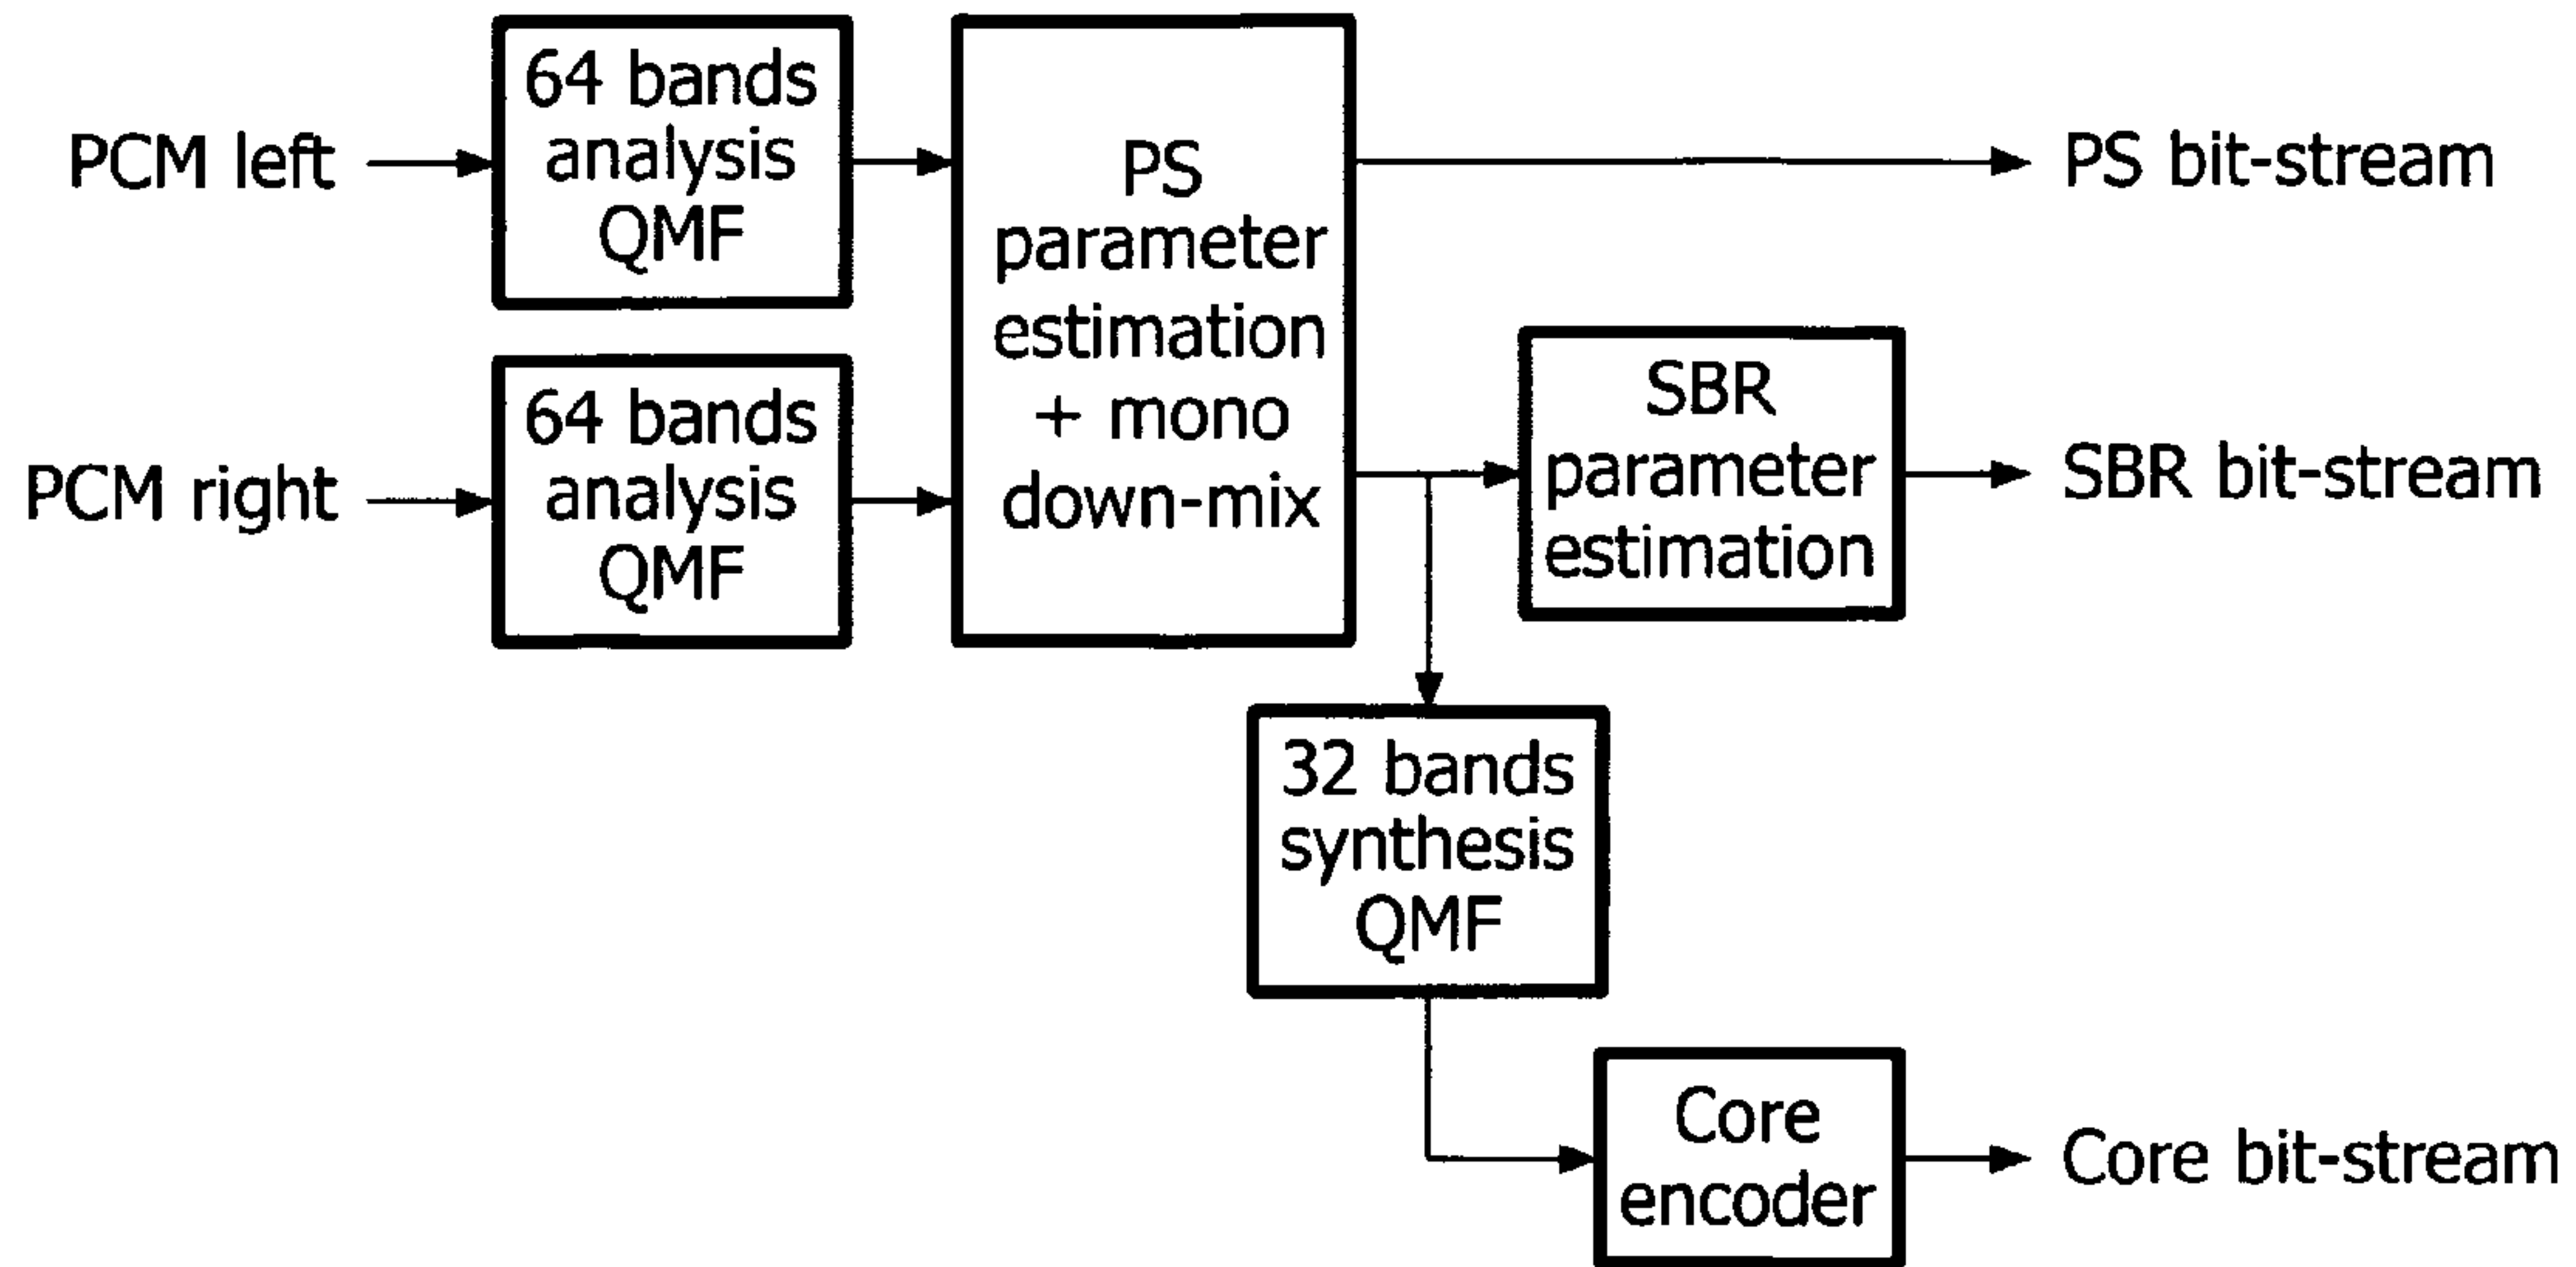 64 bands
analysis
QMF
PCM left
PS
parameter
estimation
+ mono
down-mix
PS bit-stream
64 bands
analysis
QMF
PCM right
SBR
parameter
estimation
SBR bit-stream
32 bands
synthesis
QMF
Core
encoder
Core bit-stream